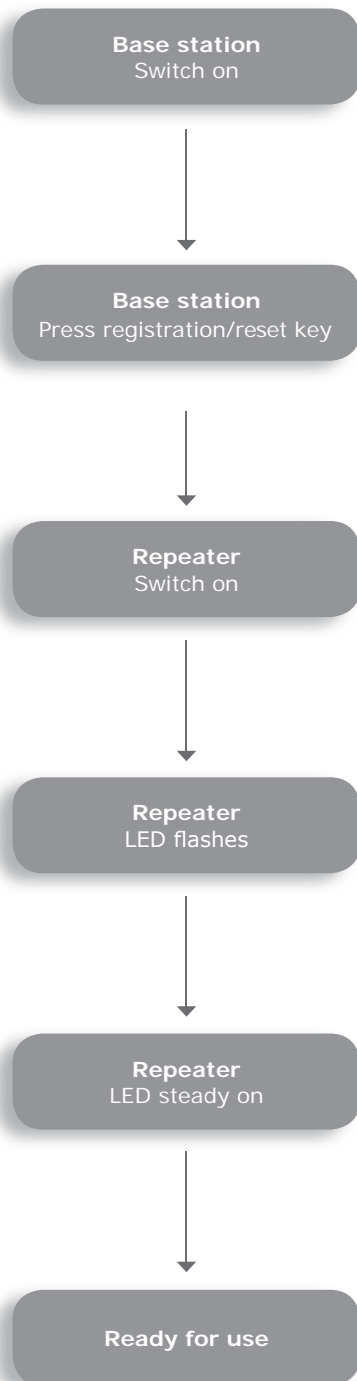 Base station
Switch on
Base station
Press registration/reset key
Repeater
Switch on
Repeater
LED flashes
Repeater
LED steady on
Ready for use